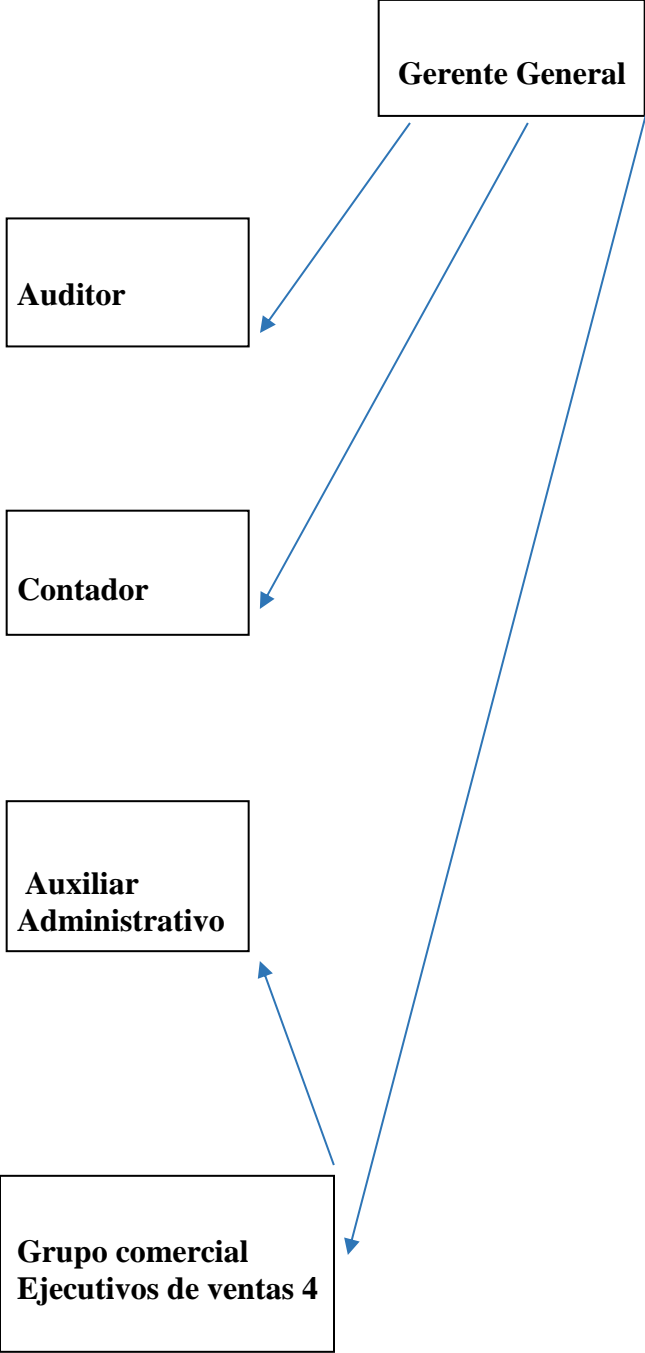 Gerente General
Auditor
Contador
Auxiliar
Administrativo
Grupo comercial
Ejecutivos de ventas 4